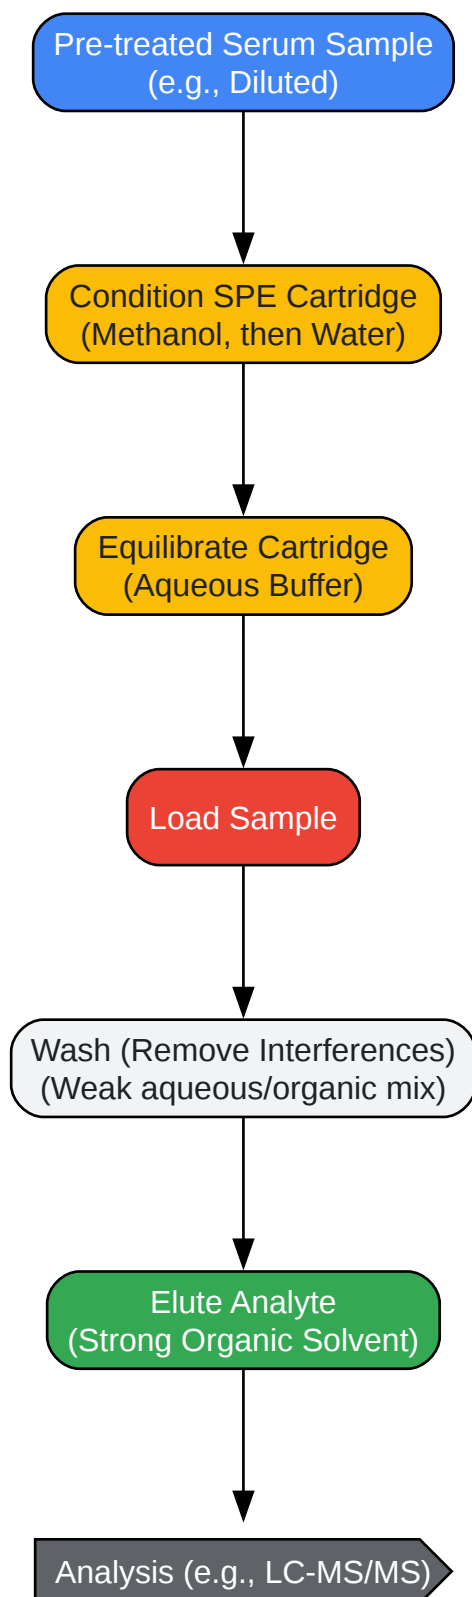 Pre-treated Serum Sample
(e.g., Diluted)
Condition SPE Cartridge
(Methanol, then Water)
Equilibrate Cartridge
(Aqueous Buffer)
Load Sample
Wash (Remove Interferences)
(Weak aqueous/organic mix)
Elute Analyte
(Strong Organic Solvent)
Analysis (e.g., LC-MS/MS)